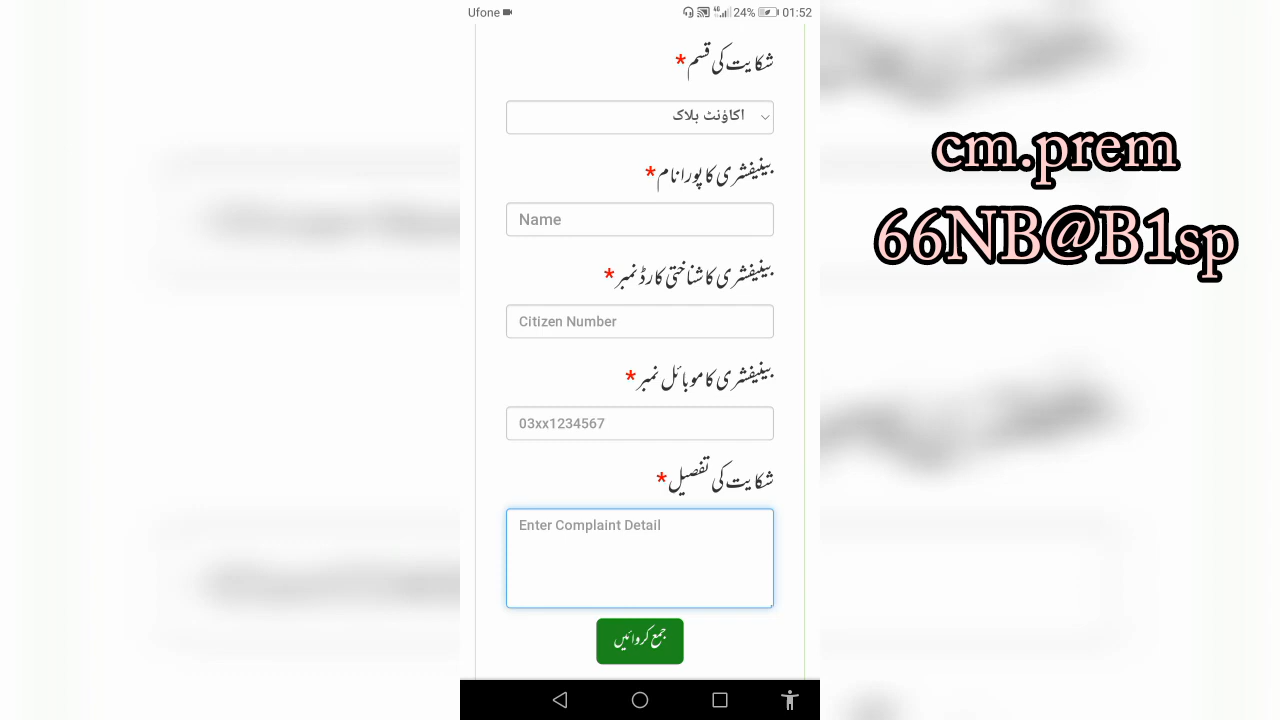 Ufone 4G 24% 01:52
شکایت کی قسم *
اکاؤنٹ بلاک
بینیفشری کا پورا نام *
Name
بینیفشری کا شناختی کارڈ نمبر *
Citizen Number
بینیفشری کا موبائل نمبر *
03xx1234567
شکایت کی تفصیل *
Enter Complaint Detail
جمع کروائیں
cm.prem
66NB@B1sp